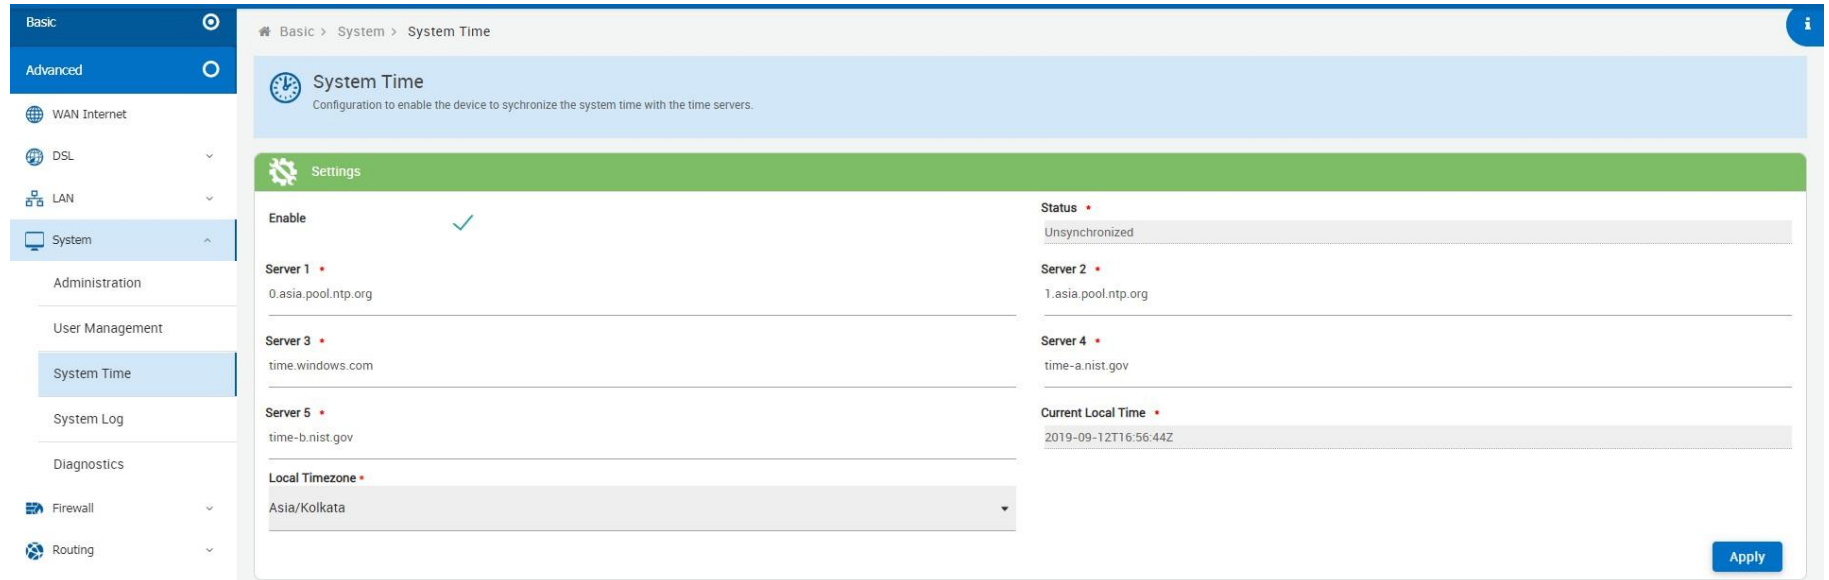 Basic
Advanced
WAN Internet
DSL
LAN
System
Administration
User Management
System Time
System Log
Diagnostics
Firewall
Routing
Basic > System > System Time
i
System Time
Configuration to enable the device to sychronize the system time with the time servers.
Settings
Enable
Status *
Unsynchronized
Server 1 *
0.asia.pool.ntp.org
Server 2 *
1.asia.pool.ntp.org
Server 3 *
time.windows.com
Server 4 *
time-a.nist.gov
Server 5 *
time-b.nist.gov
Current Local Time *
2019-09-12T16:56:44Z
Local Timezone *
Asia/Kolkata
Apply